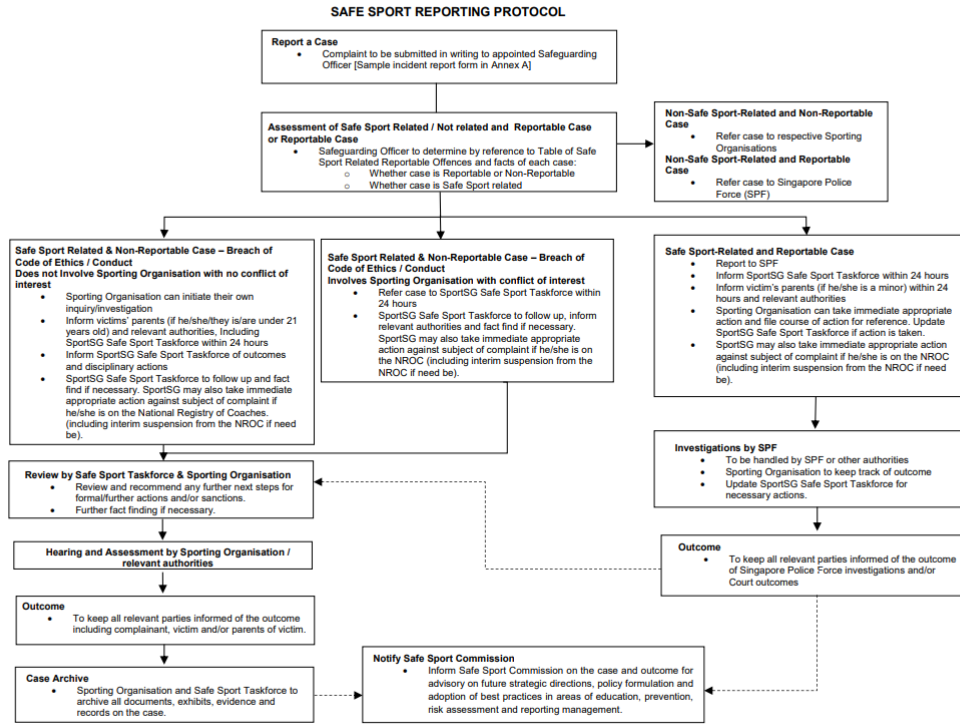 SAFE SPORT REPORTING PROTOCOL
Report a Case
• Complaint to be submitted in writing to appointed Safeguarding
Officer [Sample incident report form in Annex A]
Assessment of Safe Sport Related / Not related and Reportable Case
or Reportable Case
• Safeguarding Officer to determine by reference to Table of Safe
Sport Related Reportable Offences and facts of each case:
o Whether case is Reportable or Non-Reportable
o Whether case is Safe Sport related
Non-Safe Sport-Related and Non-Reportable
Case
• Refer case to respective Sporting
Organisations
Non-Safe Sport-Related and Reportable
Case
• Refer case to Singapore Police
Force (SPF)
Safe Sport Related & Non-Reportable Case – Breach of
Code of Ethics / Conduct
Does not Involve Sporting Organisation with no conflict of
interest
• Sporting Organisation can initiate their own
inquiry/investigation
• Inform victims' parents (if he/she/they is/are under 21
years old) and relevant authorities, Including
SportSG Safe Sport Taskforce within 24 hours
• Inform SportSG Safe Sport Taskforce of outcomes
and disciplinary actions
• SportSG Safe Sport Taskforce to follow up and fact
find if necessary. SportSG may also take immediate
appropriate action against subject of complaint if
he/she is on the National Registry of Coaches.
(including interim suspension from the NROC if need
be).
Safe Sport Related & Non-Reportable Case – Breach of
Code of Ethics / Conduct
Involves Sporting Organisation with conflict of interest
• Refer case to SportSG Safe Sport Taskforce within
24 hours
• SportSG Safe Sport Taskforce to follow up, inform
relevant authorities and fact find if necessary.
SportSG may also take immediate appropriate
action against subject of complaint if he/she is on
the NROC (including interim suspension from the
NROC if need be).
Safe Sport-Related and Reportable Case
• Report to SPF
• Inform SportSG Safe Sport Taskforce within 24 hours
• Inform victim's parents (if he/she is a minor) within 24
hours and relevant authorities
• Sporting Organisation can take immediate appropriate
action and file course of action for reference. Update
SportSG Safe Sport Taskforce if action is taken.
• SportSG may also take immediate appropriate action
against subject of complaint if he/she is on the NROC
(including interim suspension from the NROC if need
be).
Review by Safe Sport Taskforce & Sporting Organisation
• Review and recommend any further next steps for
formal/further actions and/or sanctions.
• Further fact finding if necessary.
Investigations by SPF
• To be handled by SPF or other authorities
• Sporting Organisation to keep track of outcome
• Update SportSG Safe Sport Taskforce for
necessary actions.
Hearing and Assessment by Sporting Organisation /
relevant authorities
Outcome
• To keep all relevant parties informed of the outcome
of Singapore Police Force investigations and/or
Court outcomes
Outcome
• To keep all relevant parties informed of the outcome
including complainant, victim and/or parents of victim.
Case Archive
• Sporting Organisation and Safe Sport Taskforce to
archive all documents, exhibits, evidence and
records on the case.
Notify Safe Sport Commission
• Inform Safe Sport Commission on the case and outcome for
advisory on future strategic directions, policy formulation and
adoption of best practices in areas of education, prevention,
risk assessment and reporting management.